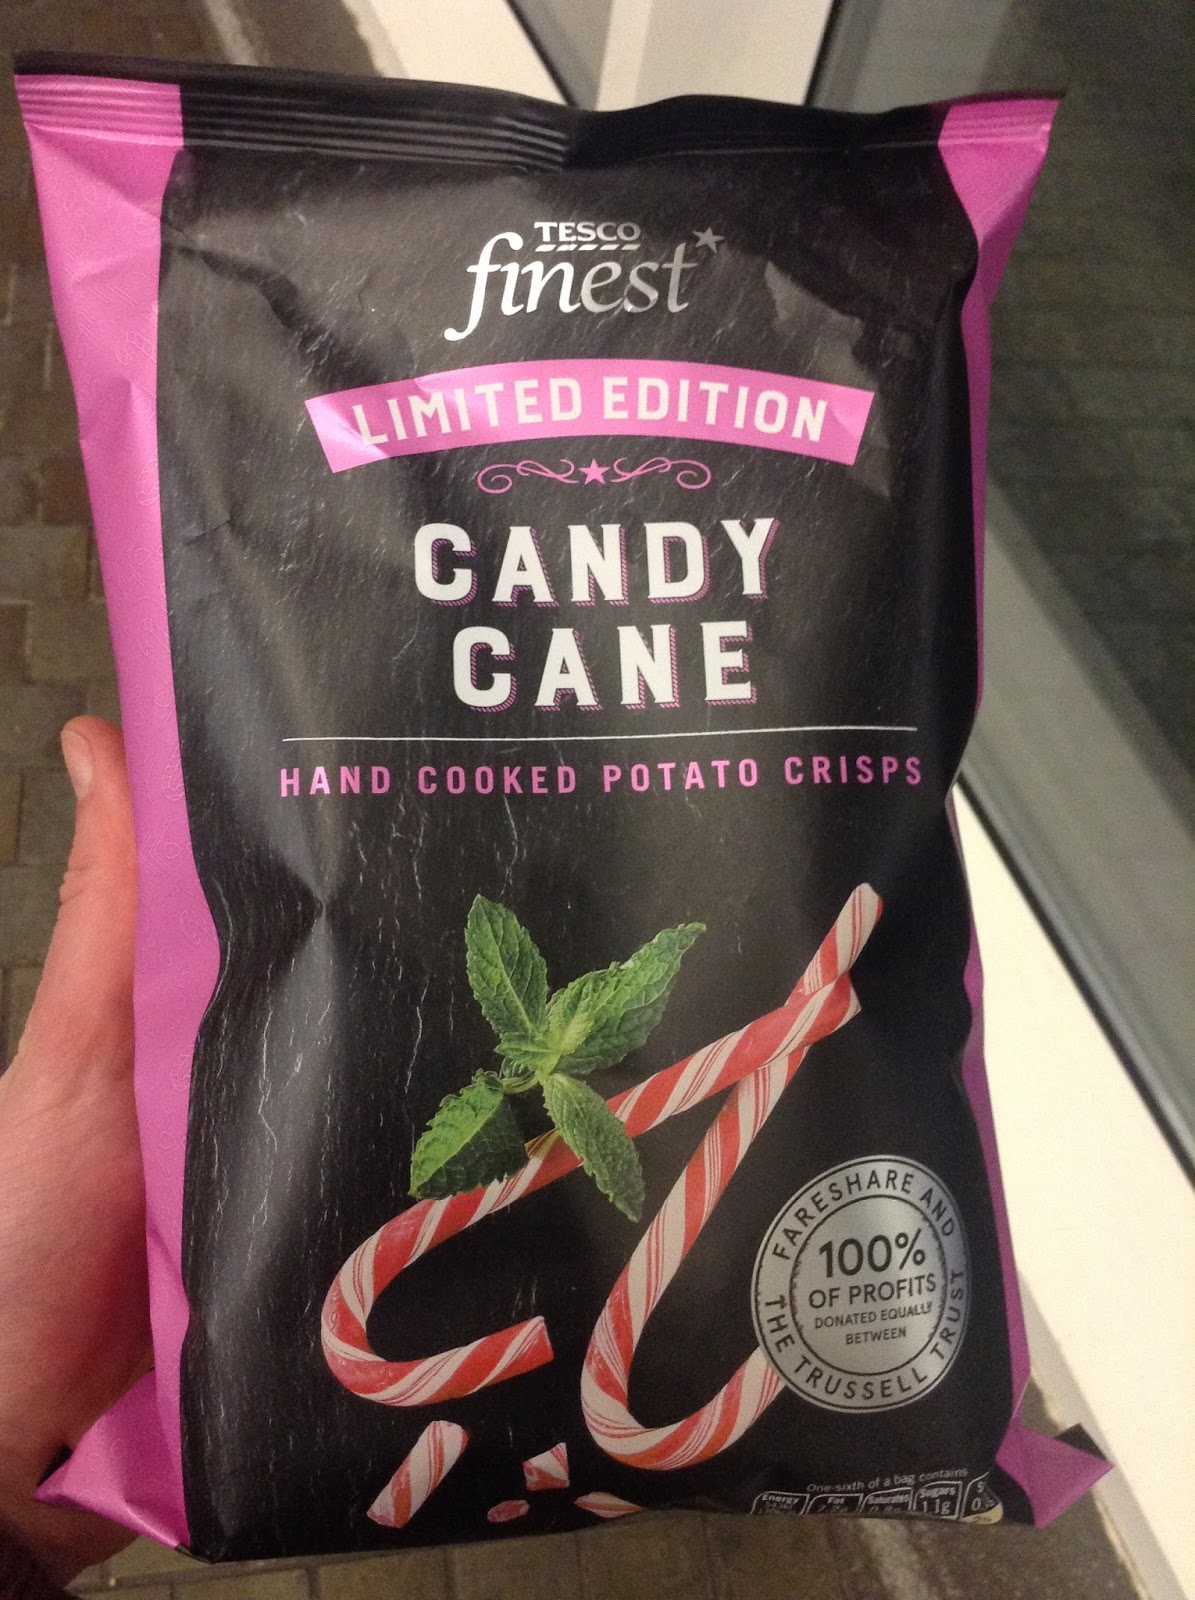 TESCO
finest
LIMITED EDITION
CANDY
CANE
HAND COOKED POTATO CRISPS
FARESHARE AND
THE TRUSSELL TRUST
100%
OF PROFITS
DONATED EQUALLY
BETWEEN
One-sixth of a bag contains
Energy Fat Saturates Sugars
1.1g